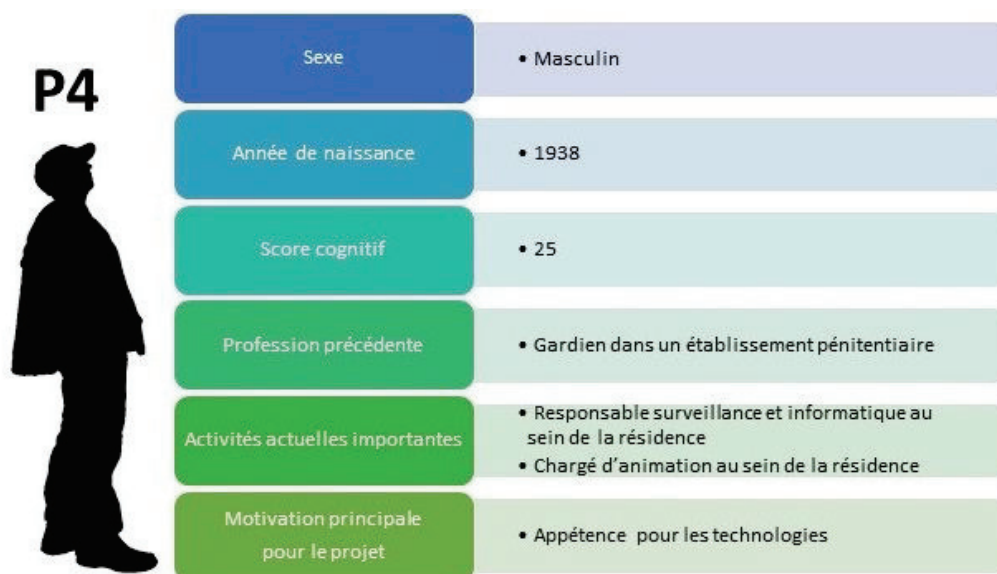 P4
Sexe
• Masculin
Année de naissance
• 1938
Score cognitif
• 25
Profession précédente
• Gardien dans un établissement pénitentiaire
Activités actuelles importantes
• Responsable surveillance et informatique au
sein de la résidence
• Chargé d’animation au sein de la résidence
Motivation principale
pour le projet
• Appétence pour les technologies